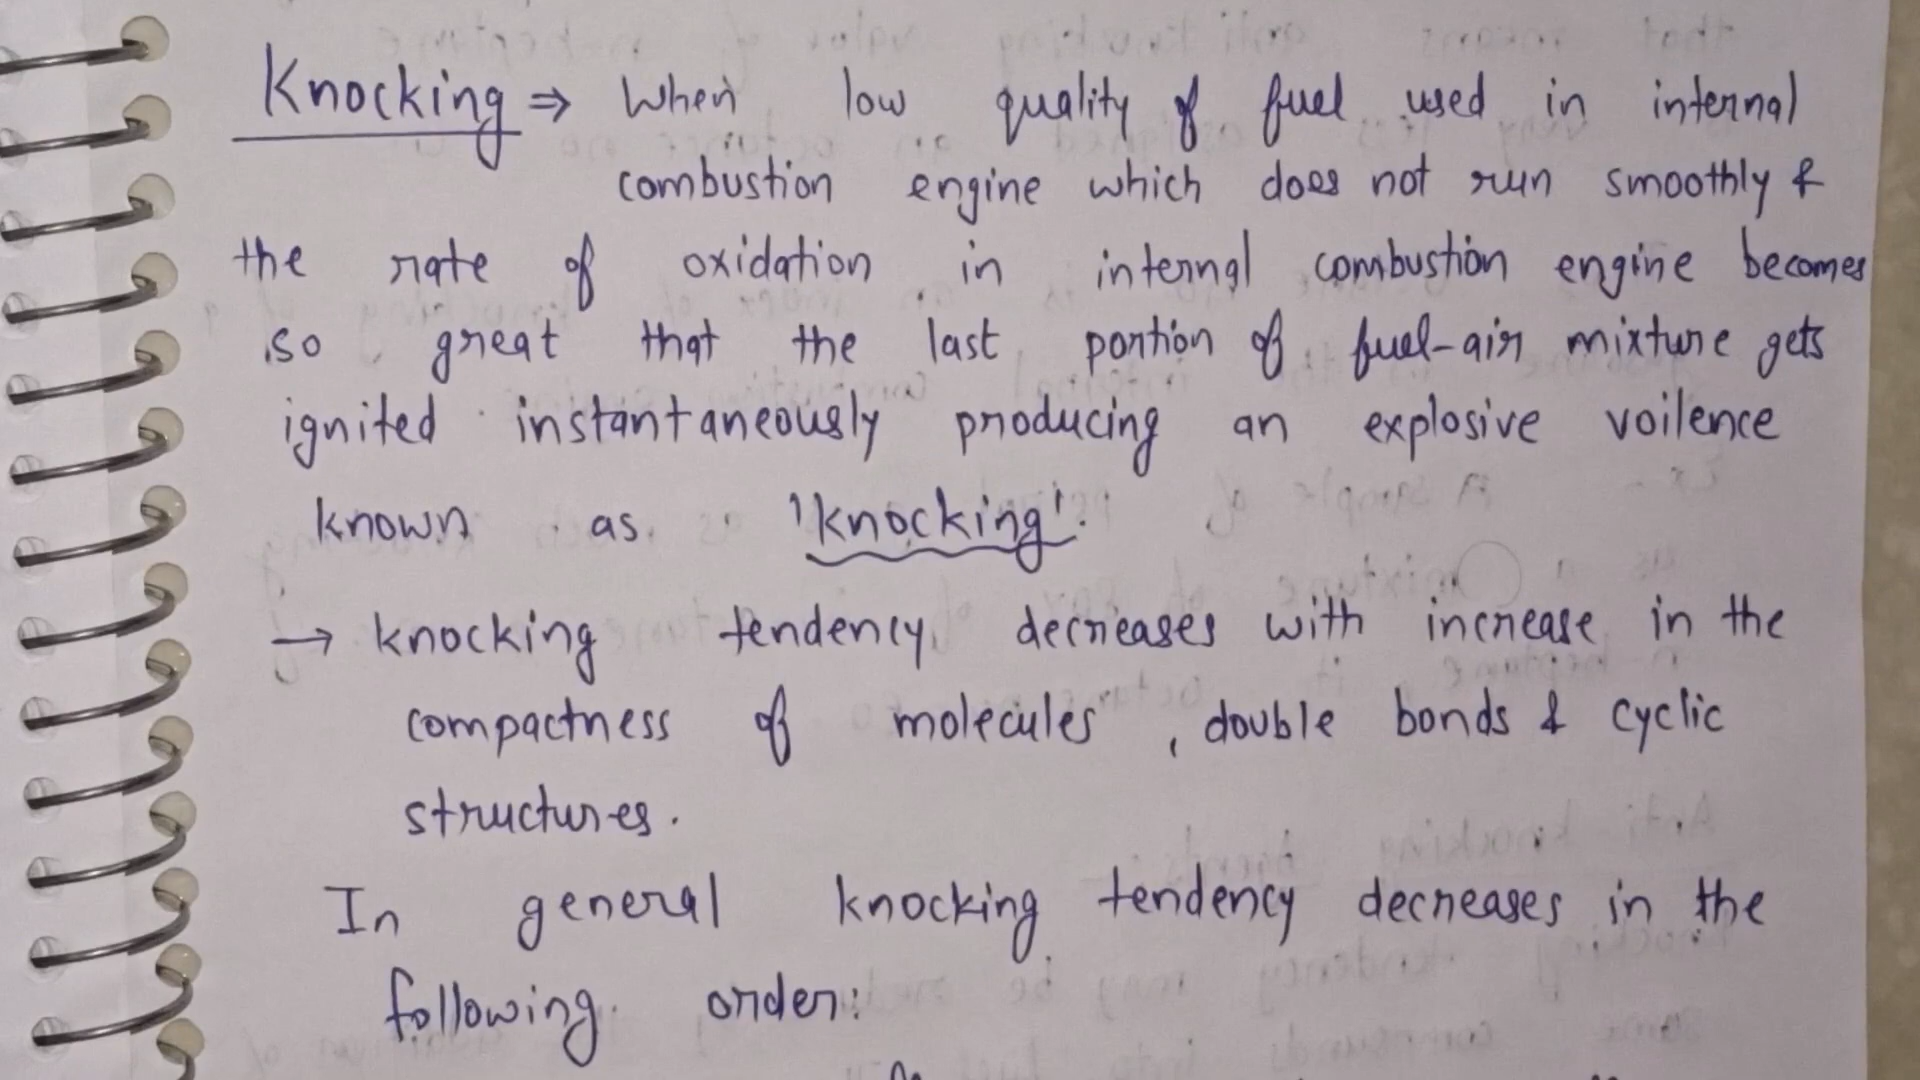 Knocking ⇒ When low quality of fuel used in internal
combustion engine which does not run smoothly &
the rate of oxidation in internal combustion engine becomes
so great that the last portion of fuel-air mixture gets
ignited instantaneously producing an explosive voilence
known as 'knocking'.
→ knocking tendency decreases with increase in the
compactness of molecules, double bonds & cyclic
structures.
In general knocking tendency decreases in the
following order: